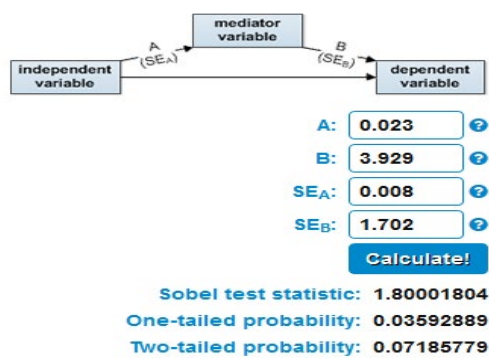 mediator
variable
A
(SEA)
B
(SEB)
independent
variable
dependent
variable
A: 0.023 ?
B: 3.929 ?
SEA: 0.008 ?
SEB: 1.702 ?
Calculate!
Sobel test statistic: 1.80001804
One-tailed probability: 0.03592889
Two-tailed probability: 0.07185779